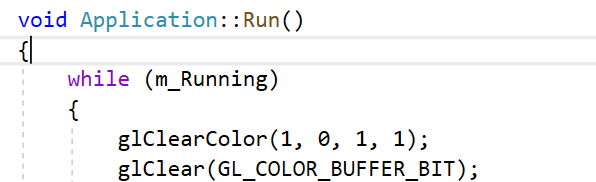 void Application::Run()
{
    while (m_Running)
    {
        glClearColor(1, 0, 1, 1);
        glClear(GL_COLOR_BUFFER_BIT);